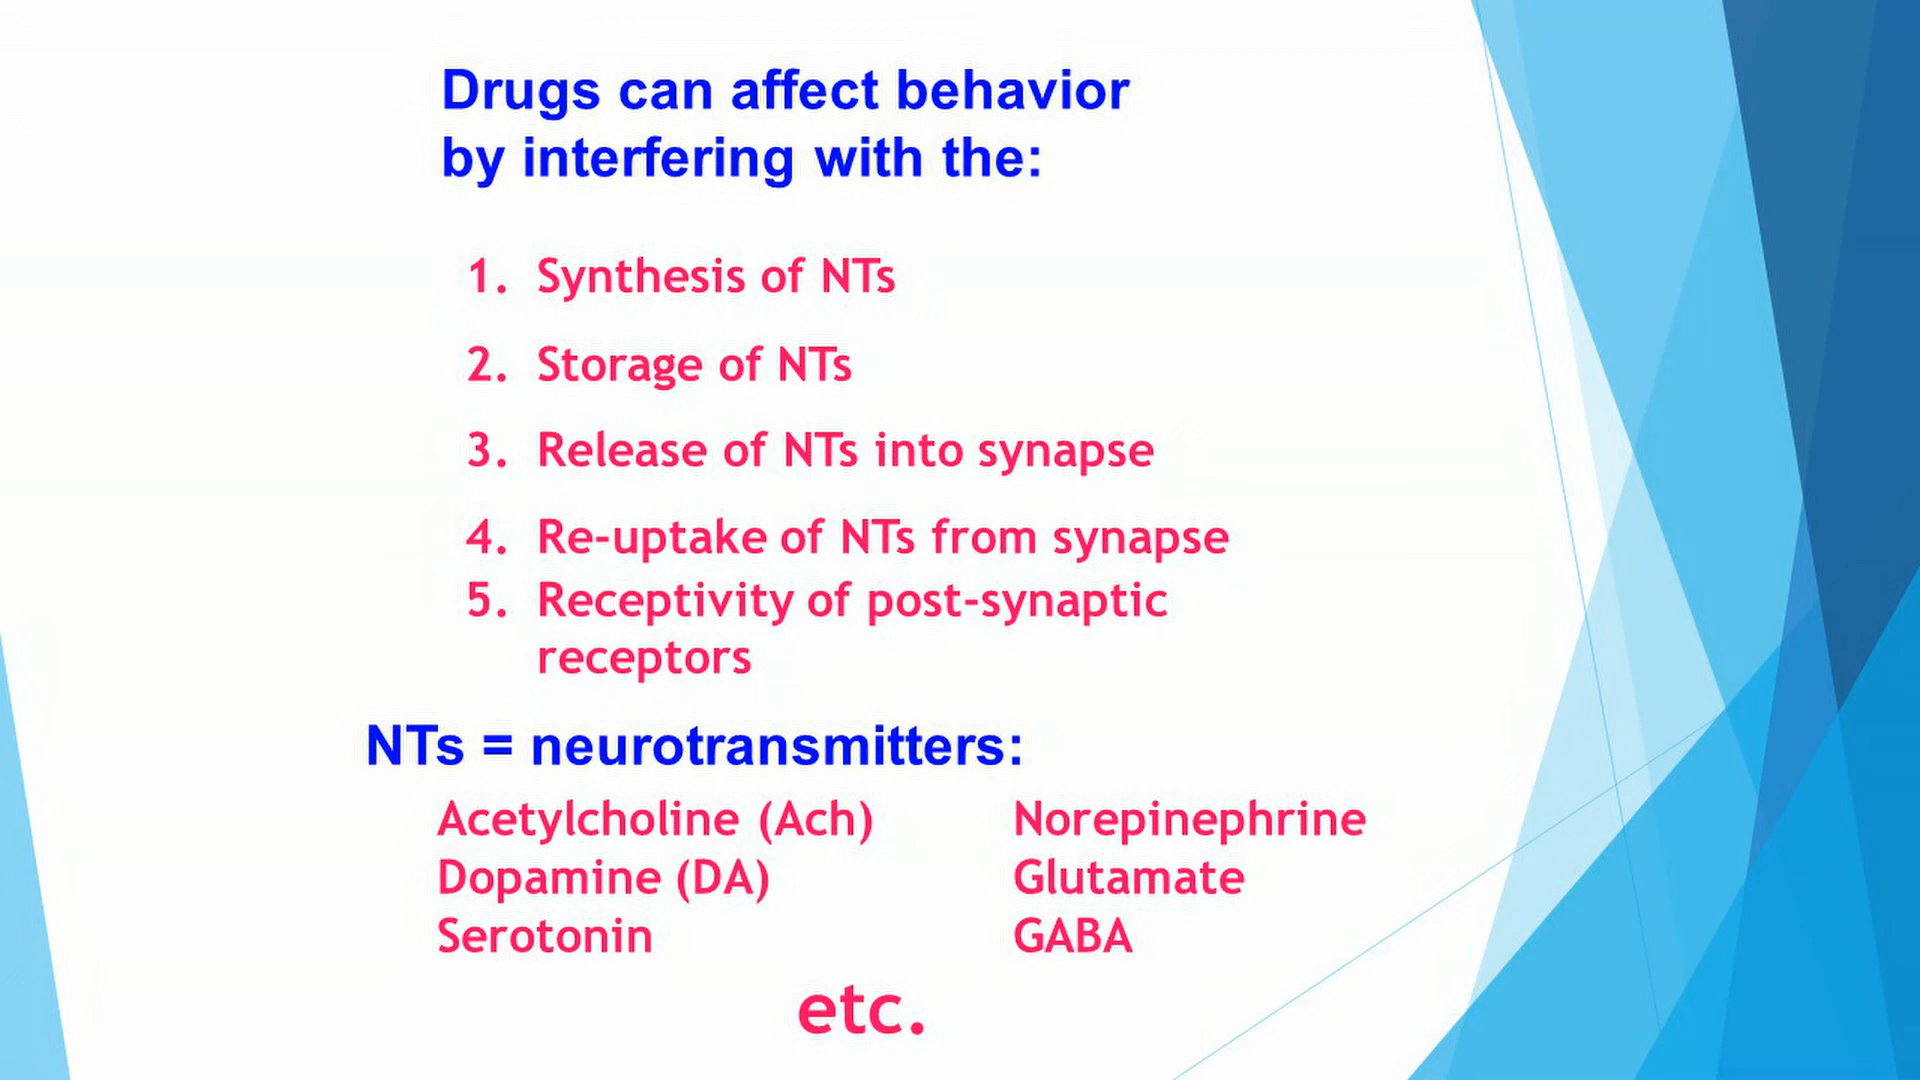 Drugs can affect behavior
by interfering with the:
1. Synthesis of NTs
2. Storage of NTs
3. Release of NTs into synapse
4. Re-uptake of NTs from synapse
5. Receptivity of post-synaptic
receptors
NTs = neurotransmitters:
Acetylcholine (Ach) Norepinephrine
Dopamine (DA) Glutamate
Serotonin GABA
etc.